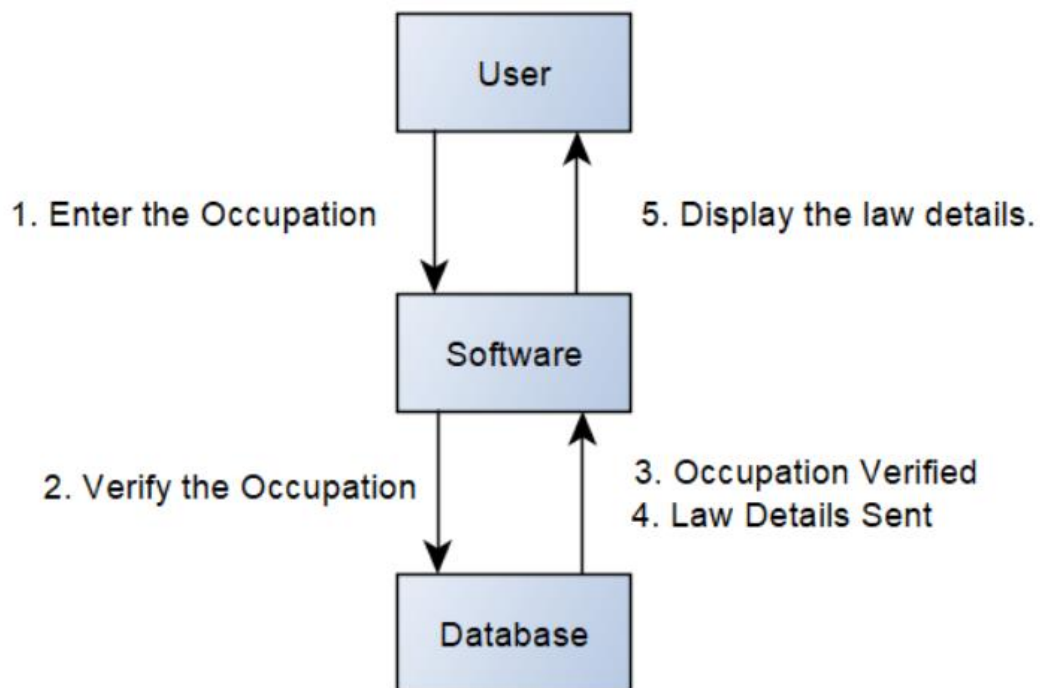 User
1. Enter the Occupation
5. Display the law details.
Software
2. Verify the Occupation
3. Occupation Verified
4. Law Details Sent
Database